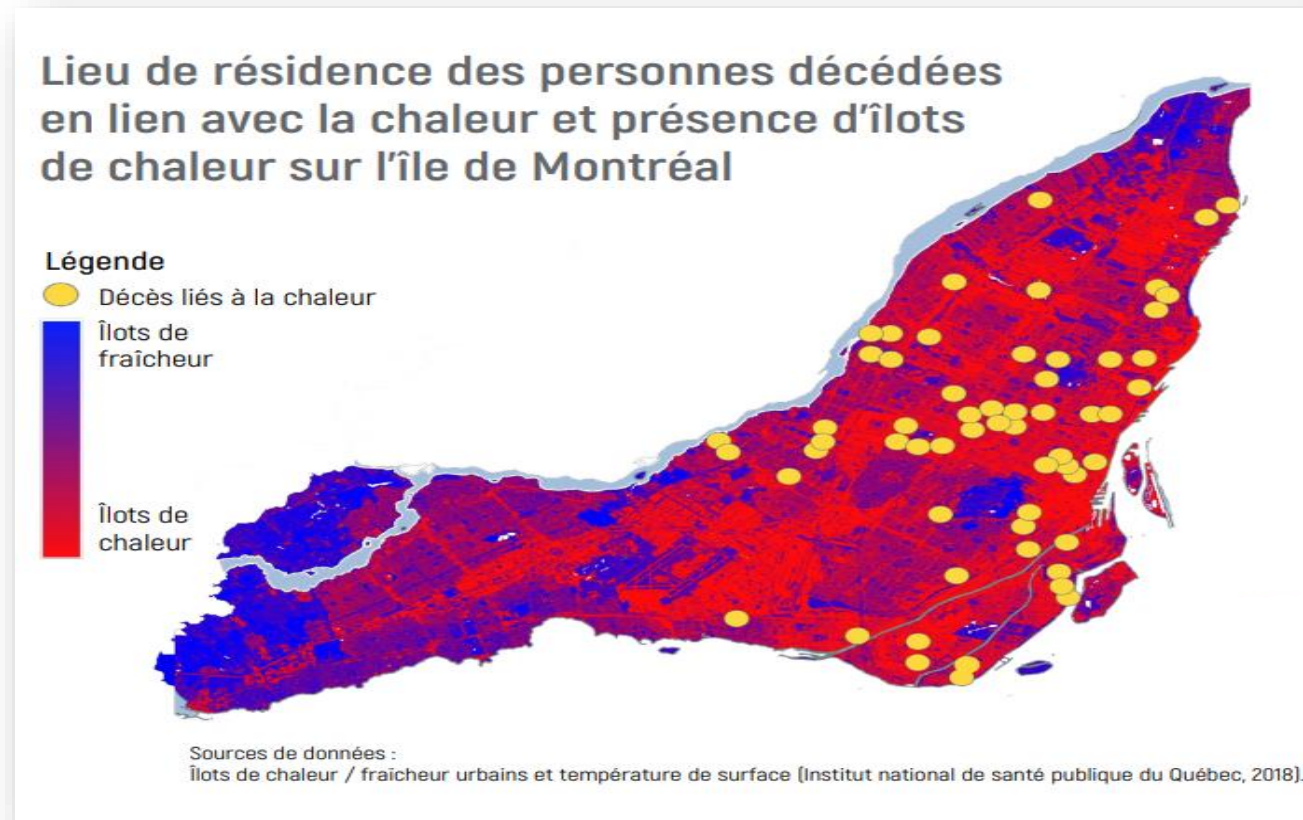 Lieu de résidence des personnes décédées
en lien avec la chaleur et présence d'îlots
de chaleur sur l'île de Montréal
Légende
Décès liés à la chaleur
Îlots de
fraîcheur
Îlots de
chaleur
Sources de données :
Îlots de chaleur / fraîcheur urbains et température de surface (Institut national de santé publique du Québec, 2018).